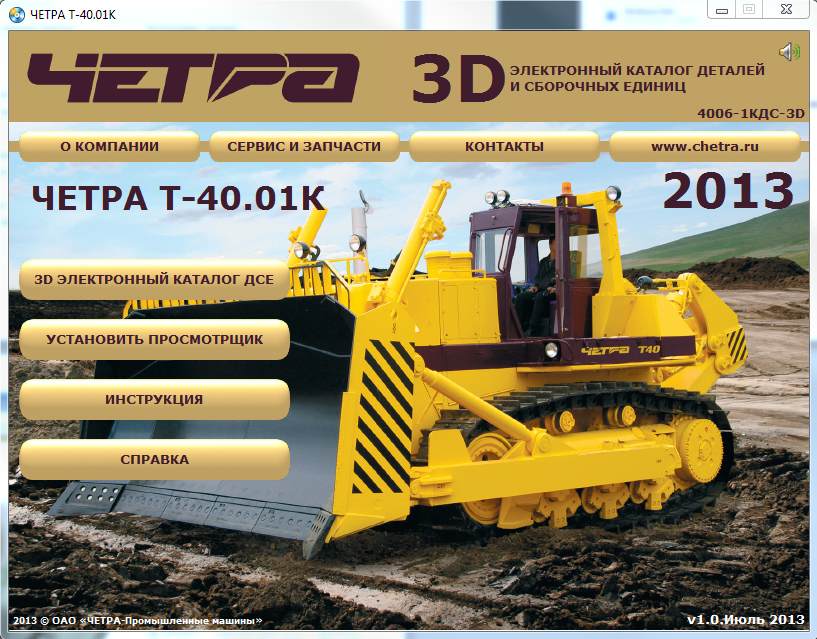 ЧЕТРА Т-40.01К
ЧЕТРА
3D
ЭЛЕКТРОННЫЙ КАТАЛОГ ДЕТАЛЕЙ
И СБОРОЧНЫХ ЕДИНИЦ
4006-1КДС-3D
О КОМПАНИИ
СЕРВИС И ЗАПЧАСТИ
КОНТАКТЫ
www.chetra.ru
ЧЕТРА Т-40.01К
2013
3D ЭЛЕКТРОННЫЙ КАТАЛОГ ДСЕ
УСТАНОВИТЬ ПРОСМОТРЩИК
ИНСТРУКЦИЯ
СПРАВКА
ЧЕТРА Т40
2013 © ОАО «ЧЕТРА-Промышленные машины»
v1.0.Июль 2013